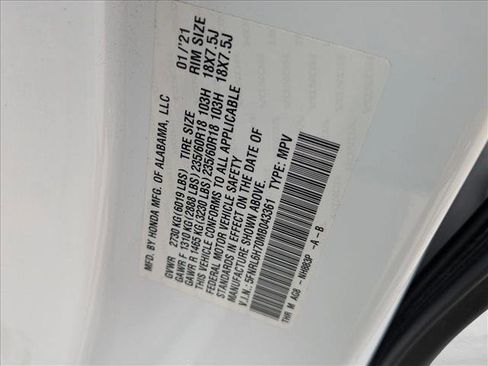 MFD. BY HONDA MFG. OF ALABAMA, LLC 01/'21
TIRE SIZE RIM SIZE
GVWR 2730 KG(6019 LBS)
GAWR F 1310 KG(2888 LBS)235/60R18 103H 18X7.5J
GAWR R 1465 KG(3230 LBS)235/60R18 103H 18X7.5J
THIS VEHICLE CONFORMS TO ALL APPLICABLE
FEDERAL MOTOR VEHICLE SAFETY
STANDARDS IN EFFECT ON THE DATE OF
MANUFACTURE SHOWN ABOVE.
V.I.N.: TYPE: MPV
THR M AG0 - NH883P -A -B